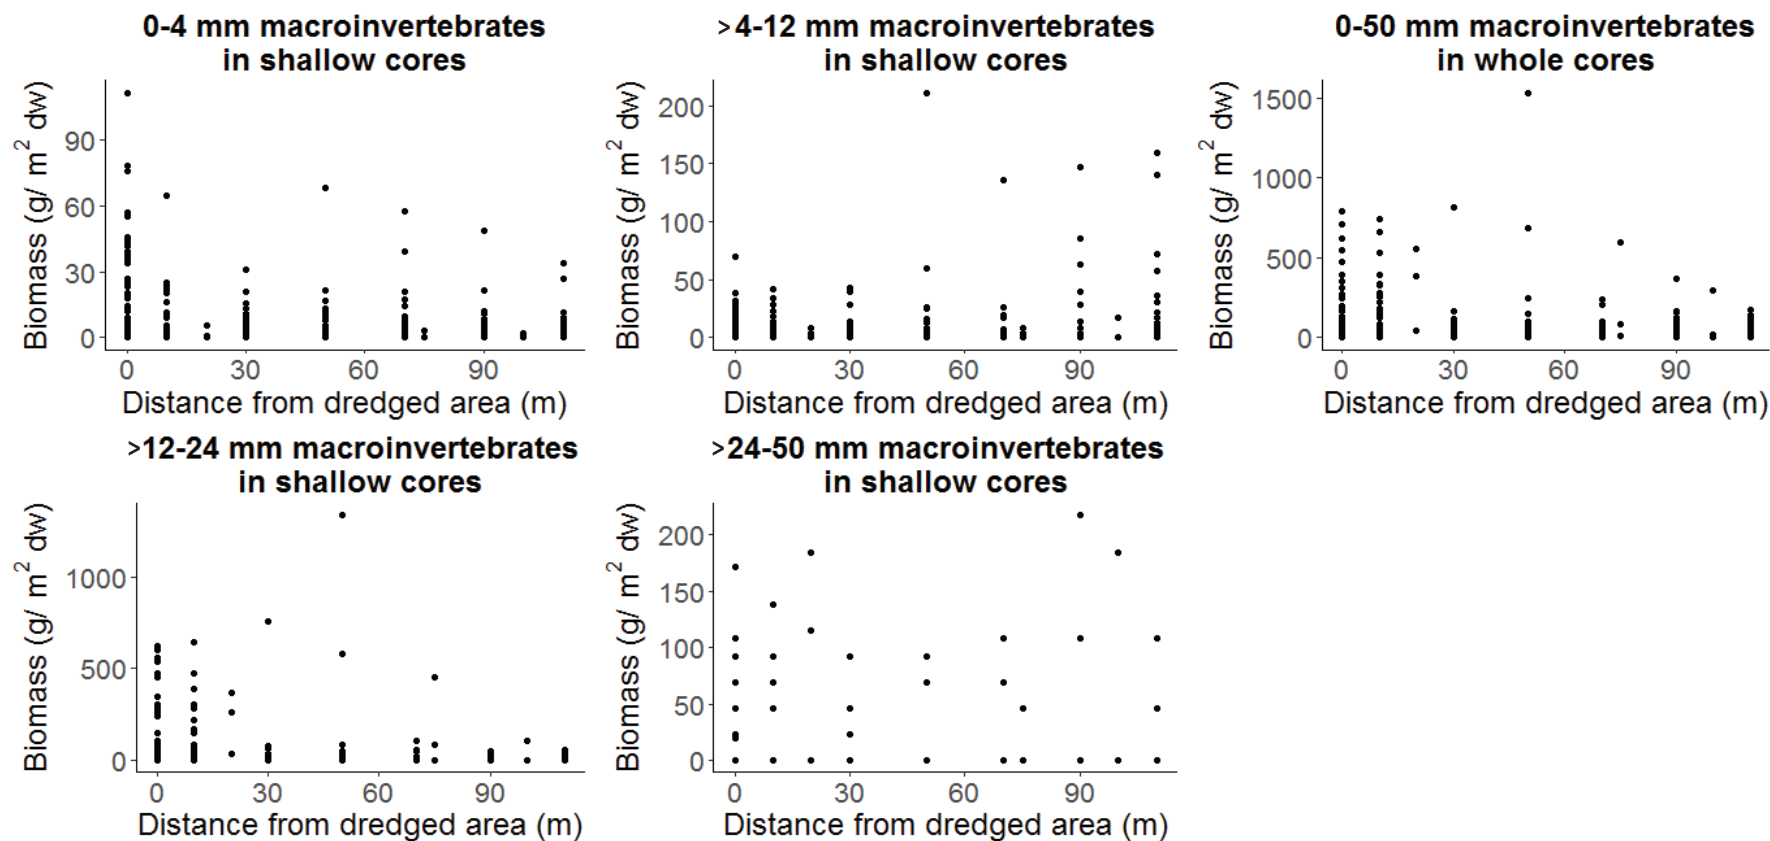 0-4 mm macroinvertebrates
in shallow cores
Biomass (g/ m² dw)
90
60
30
0
0 30 60 90
Distance from dredged area (m)
>4-12 mm macroinvertebrates
in shallow cores
Biomass (g/ m² dw)
200
150
100
50
0
0 30 60 90
Distance from dredged area (m)
0-50 mm macroinvertebrates
in whole cores
Biomass (g/ m² dw)
1500
1000
500
0
0 30 60 90
Distance from dredged area (m)
>12-24 mm macroinvertebrates
in shallow cores
Biomass (g/ m² dw)
1000
500
0
0 30 60 90
Distance from dredged area (m)
>24-50 mm macroinvertebrates
in shallow cores
Biomass (g/ m² dw)
200
150
100
50
0
0 30 60 90
Distance from dredged area (m)